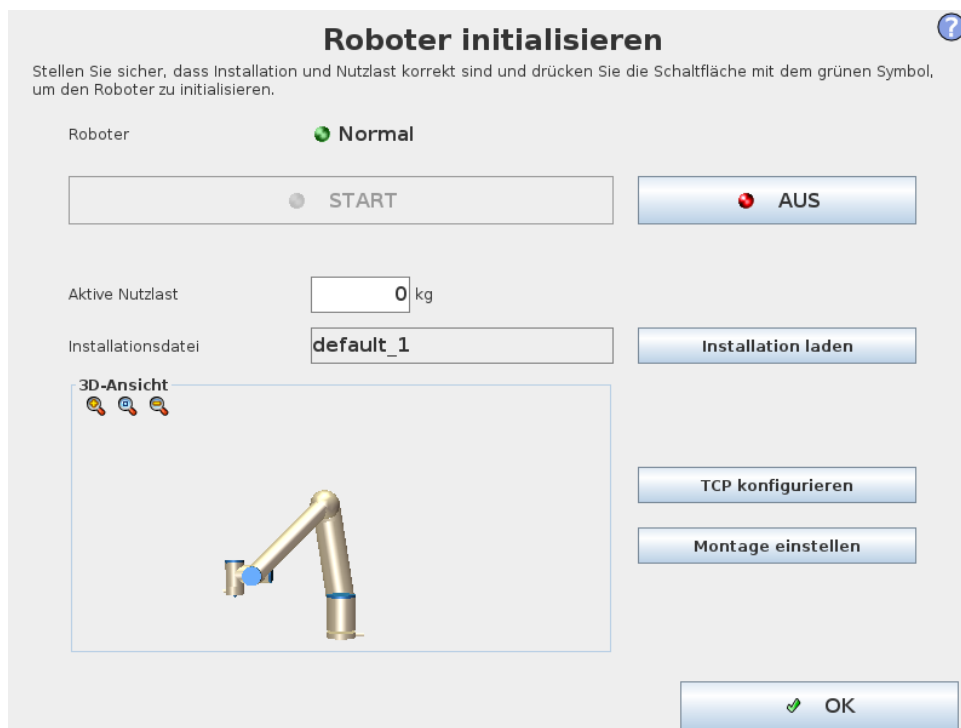 Roboter initialisieren
?
Stellen Sie sicher, dass Installation und Nutzlast korrekt sind und drücken Sie die Schaltfläche mit dem grünen Symbol,
um den Roboter zu initialisieren.
Roboter Normal
START AUS
Aktive Nutzlast 0 kg
Installationsdatei default_1 Installation laden
3D-Ansicht
TCP konfigurieren
Montage einstellen
OK